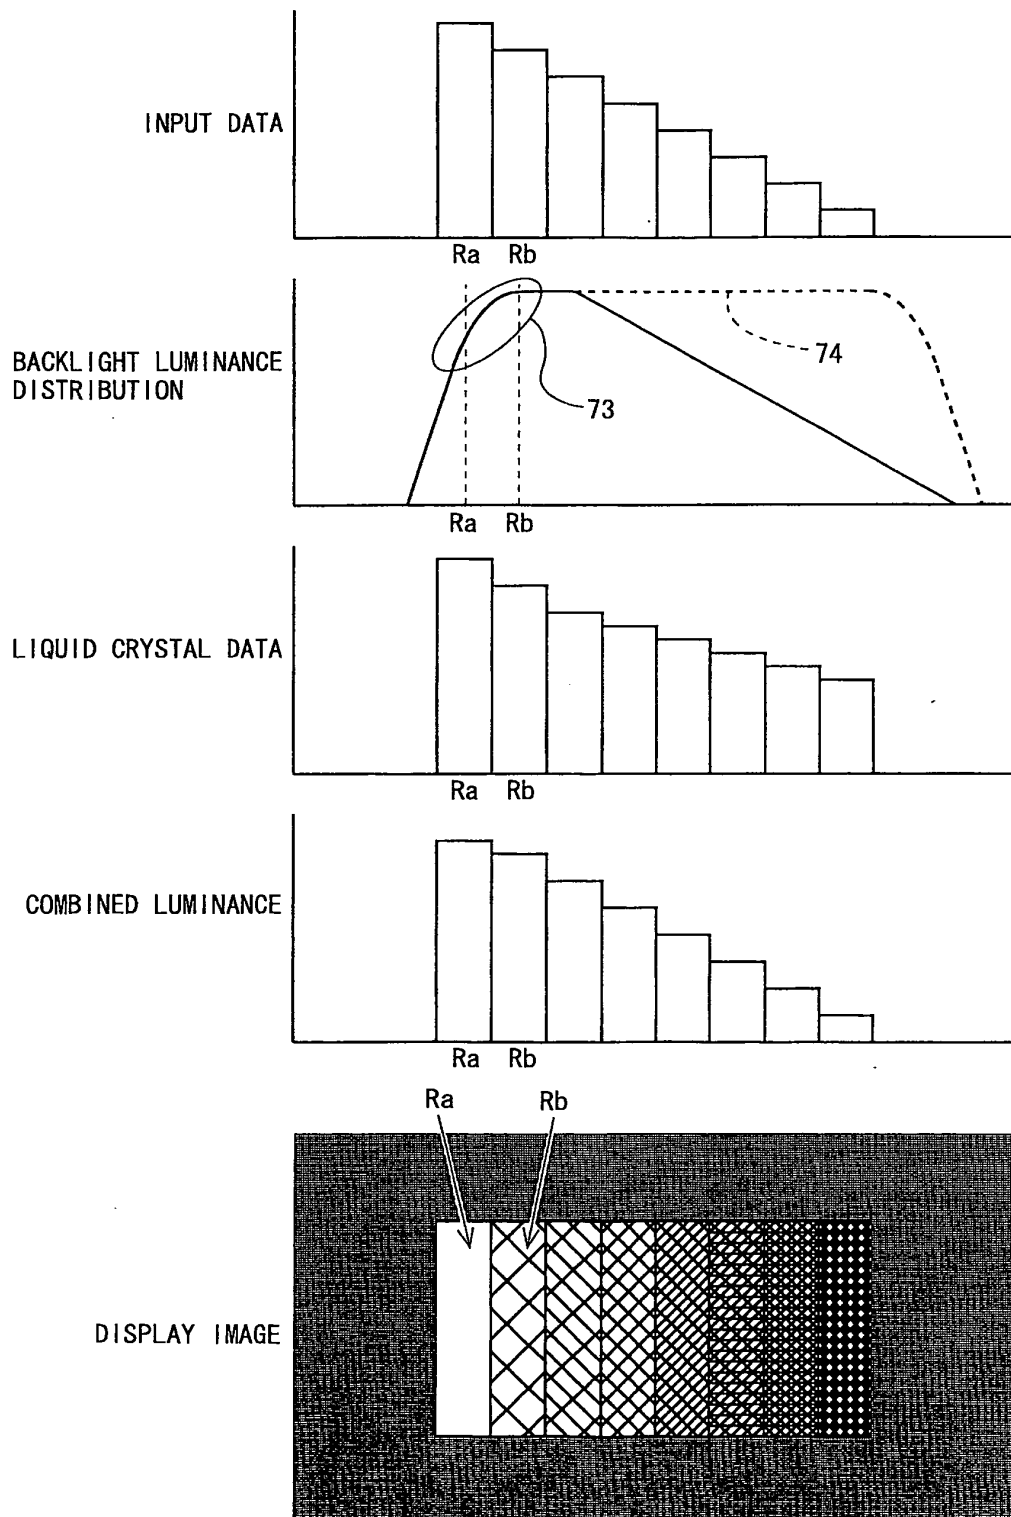 INPUT DATA
Ra Rb
BACKLIGHT LUMINANCE
DISTRIBUTION
74
73
Ra Rb
LIQUID CRYSTAL DATA
Ra Rb
COMBINED LUMINANCE
Ra Rb
Ra Rb
DISPLAY IMAGE